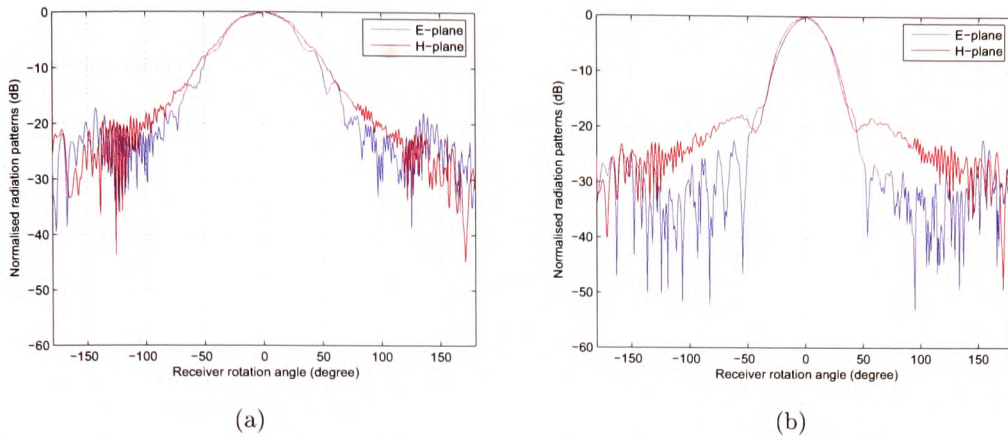 0
−10
−20
−30
−40
−50
−60
Normalised radiation patterns (dB)
E−plane
H−plane
−150 −100 −50 0 50 100 150
Receiver rotation angle (degree)
(a)
0
−10
−20
−30
−40
−50
−60
Normalised radiation patterns (dB)
E−plane
H−plane
−150 −100 −50 0 50 100 150
Receiver rotation angle (degree)
(b)